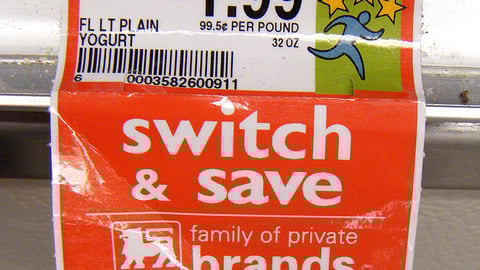 1.99
FL LT PLAIN 99.5¢ PER POUND
YOGURT 32 OZ
6 0003582600911
switch
& save
family of private
brands